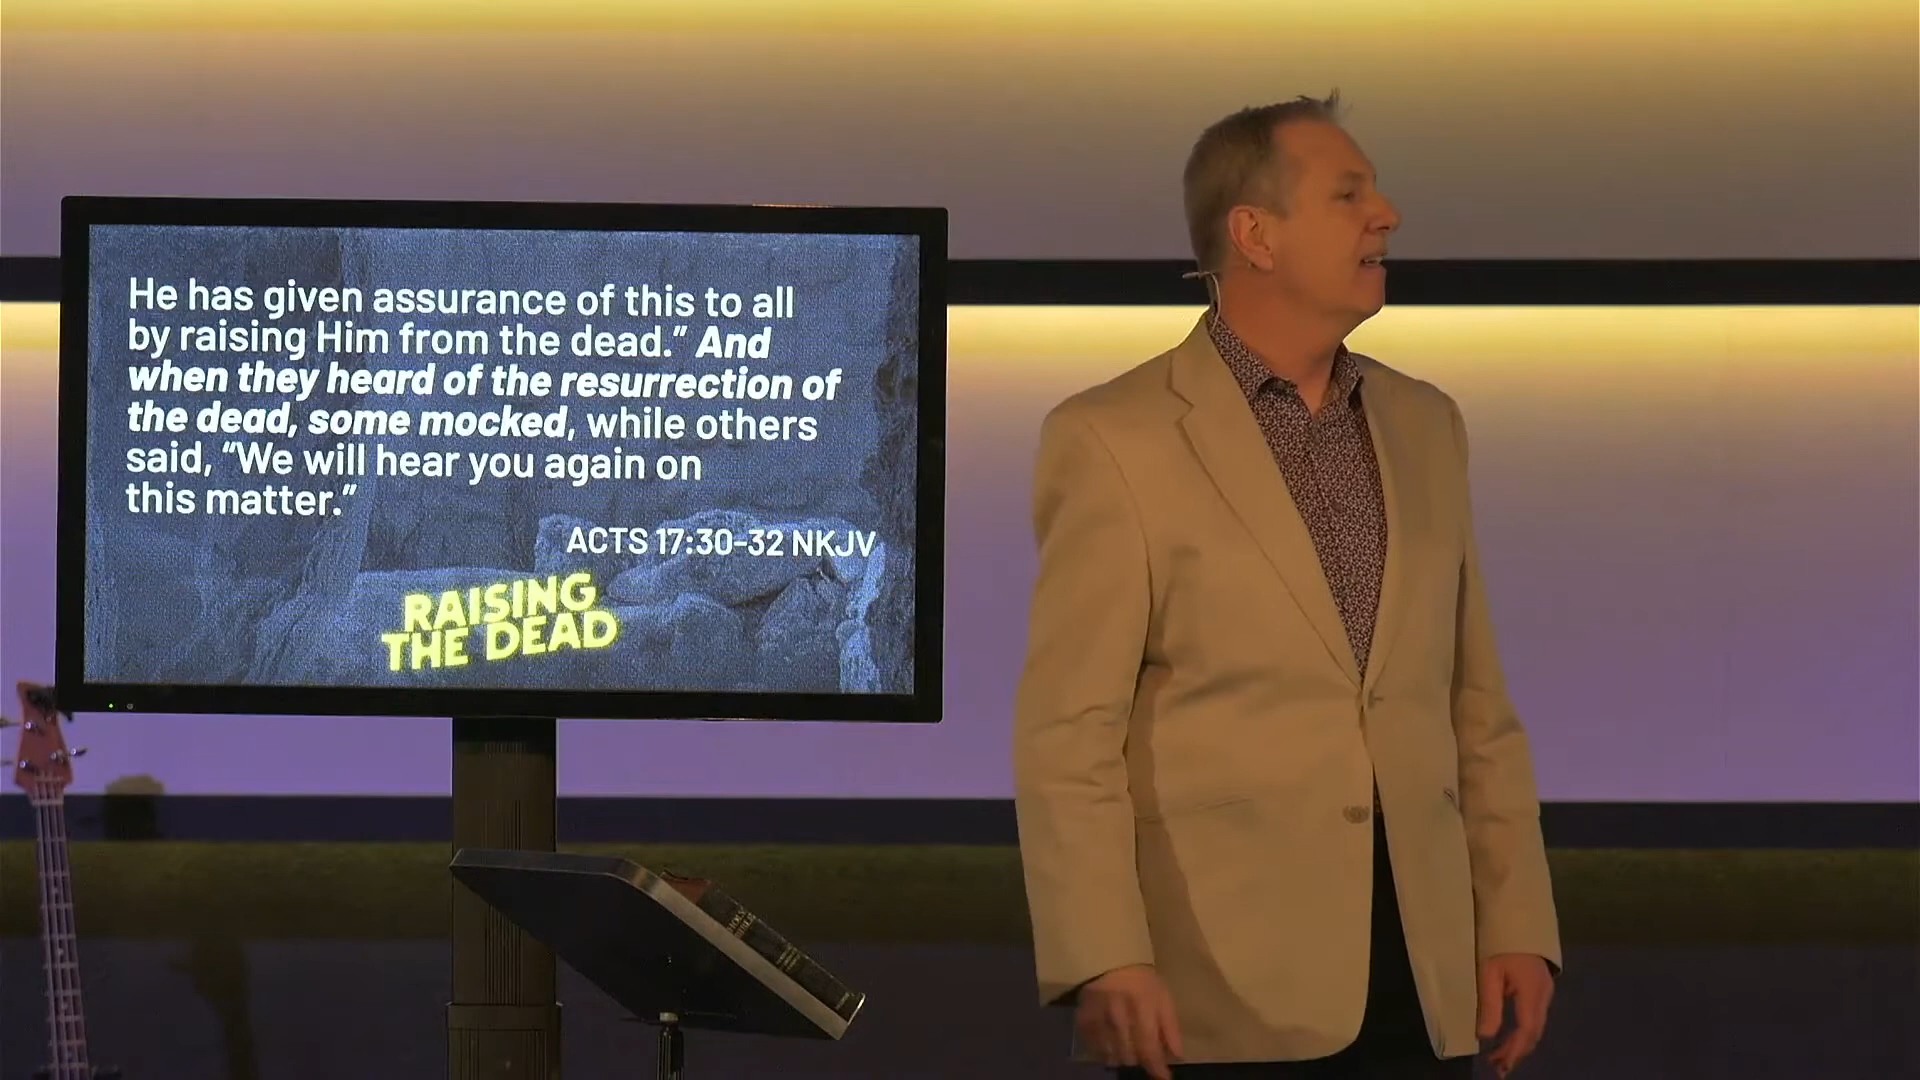 He has given assurance of this to all
by raising Him from the dead.” And
when they heard of the resurrection of
the dead, some mocked, while others
said, “We will hear you again on
this matter.”
ACTS 17:30-32 NKJV
RAISING
THE DEAD